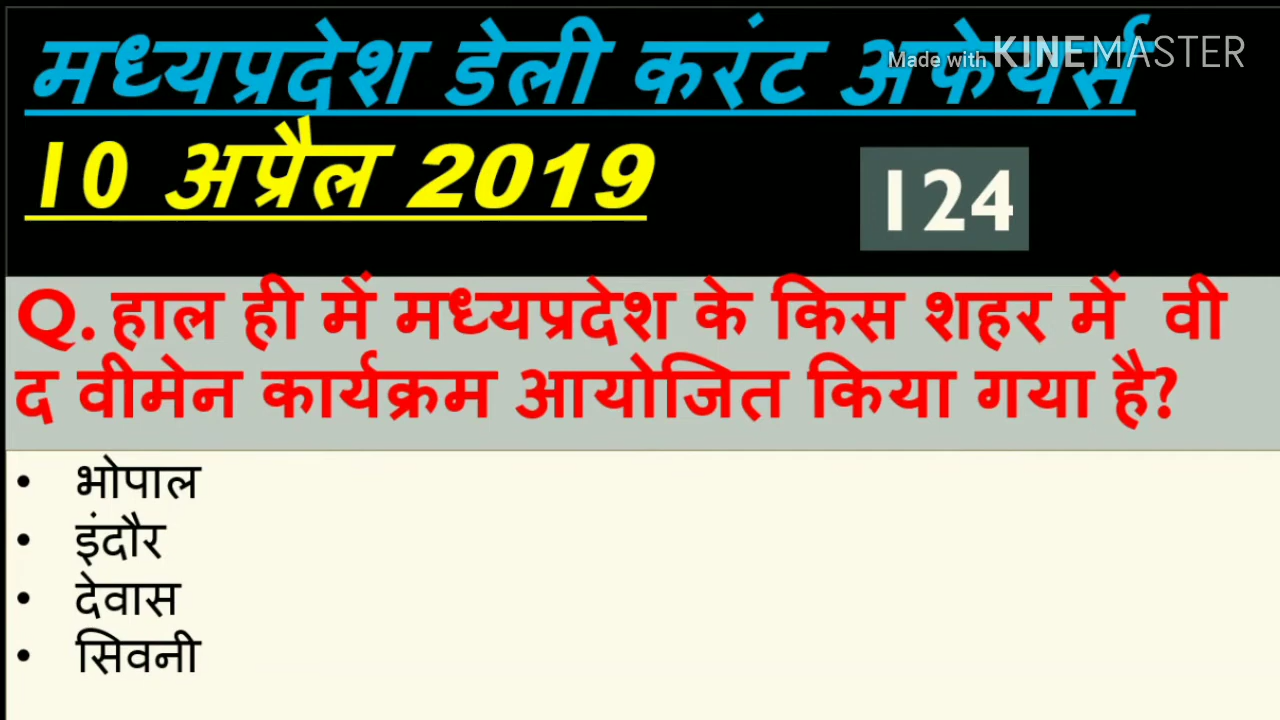 मध्यप्रदेश डेली करंट अफेयर्स
Made with KINEMASTER
10 अप्रैल 2019
124
Q. हाल ही में मध्यप्रदेश के किस शहर में वी
द वीमेन कार्यक्रम आयोजित किया गया है?
• भोपाल
• इंदौर
• देवास
• सिवनी